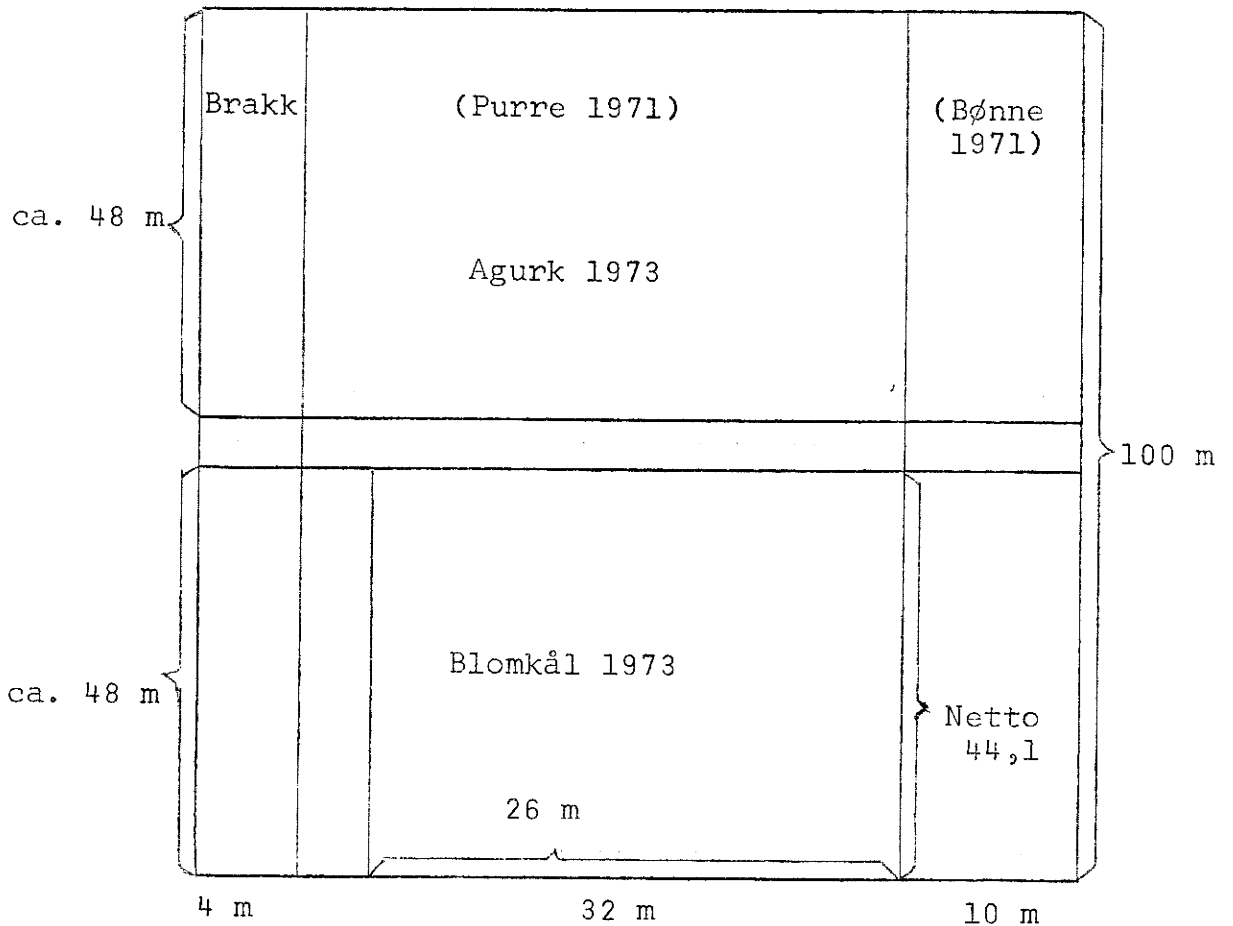 Brakk
(Purre 1971)
(Bønne
1971)
ca. 48 m
Agurk 1973
100 m
Blomkål 1973
ca. 48 m
Netto
44,1
26 m
4 m
32 m
10 m